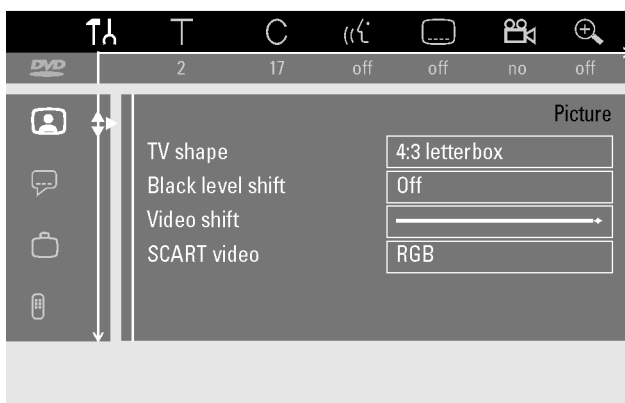 T C
DVD 2 17 off off no off
Picture
TV shape 4:3 letterbox
Black level shift Off
Video shift
SCART video RGB